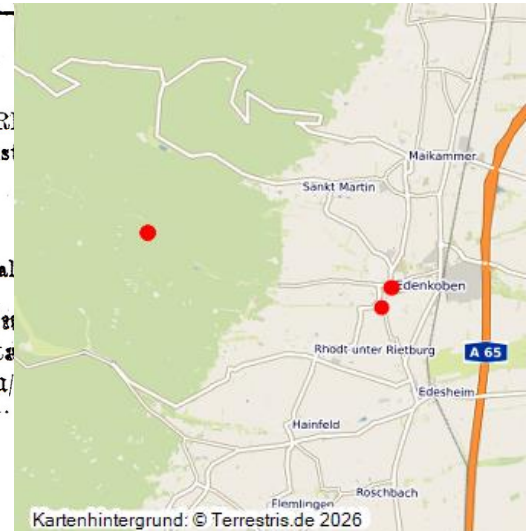 Maikammer
Sankt Martin
Edenkoben
Rhodt unter Rietburg
A 65
Edesheim
Hainfeld
Roschbach
Flemlingen
Kartenhintergrund: © Terrestris.de 2026